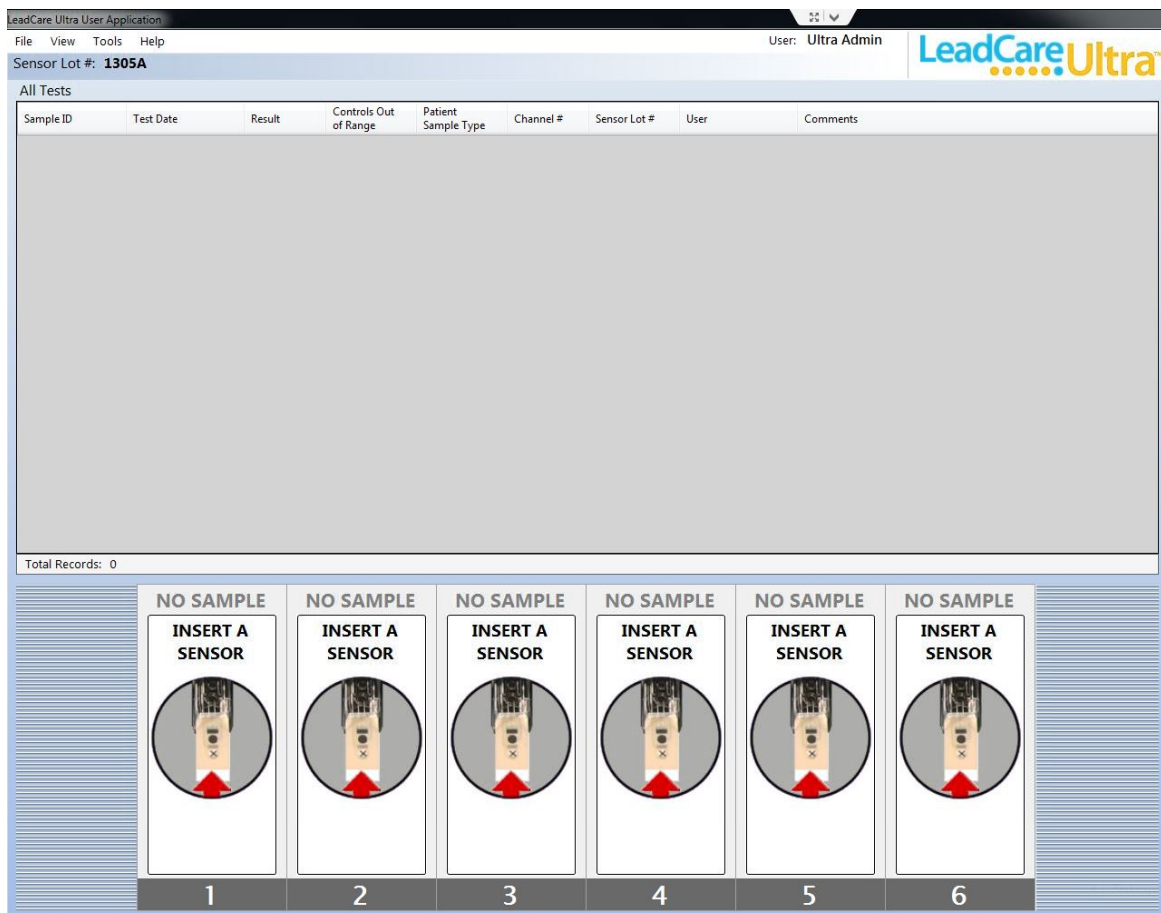 LeadCare Ultra User Application
File View Tools Help
User: Ultra Admin
LeadCare Ultra™
Sensor Lot #: 1305A
All Tests
Sample ID Test Date Result Controls Out of Range Patient Sample Type Channel # Sensor Lot # User Comments
Total Records: 0
NO SAMPLE NO SAMPLE NO SAMPLE NO SAMPLE NO SAMPLE NO SAMPLE
INSERT A INSERT A INSERT A INSERT A INSERT A INSERT A
SENSOR SENSOR SENSOR SENSOR SENSOR SENSOR
1 2 3 4 5 6